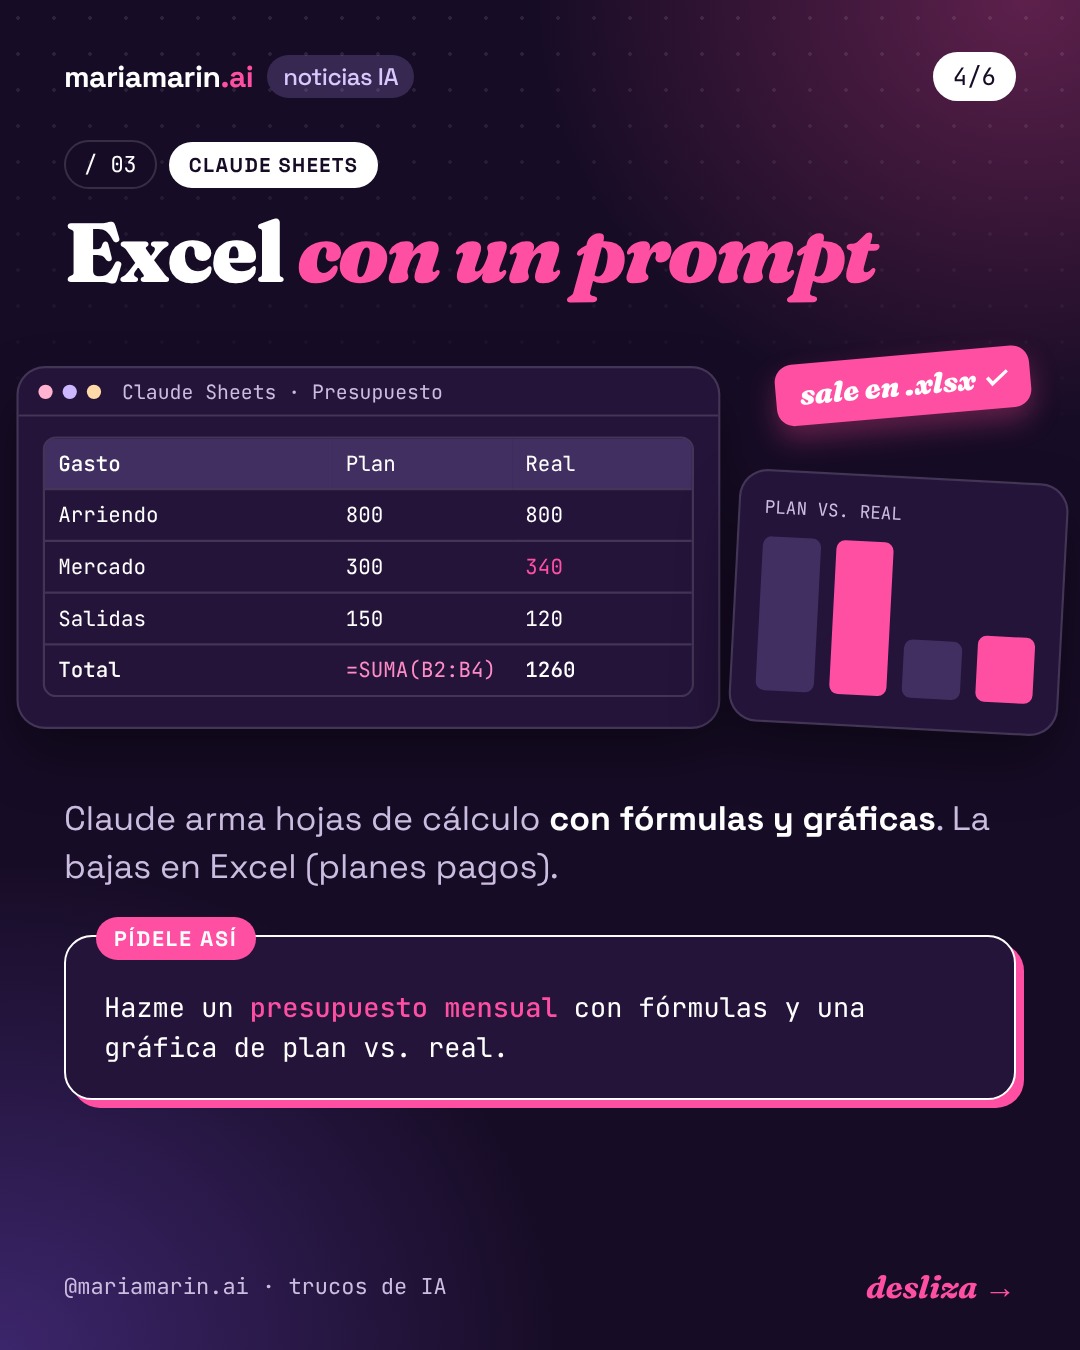 mariamarin.ai noticias IA 4/6
/ 03 CLAUDE SHEETS
Excel con un prompt
sale en .xlsx ✓
Claude Sheets · Presupuesto
Gasto Plan Real
Arriendo 800 800
Mercado 300 340
Salidas 150 120
Total =SUMA(B2:B4) 1260
PLAN VS. REAL
Claude arma hojas de cálculo con fórmulas y gráficas. La
bajas en Excel (planes pagos).
PÍDELE ASÍ
Hazme un presupuesto mensual con fórmulas y una
gráfica de plan vs. real.
@mariamarin.ai · trucos de IA
desliza →